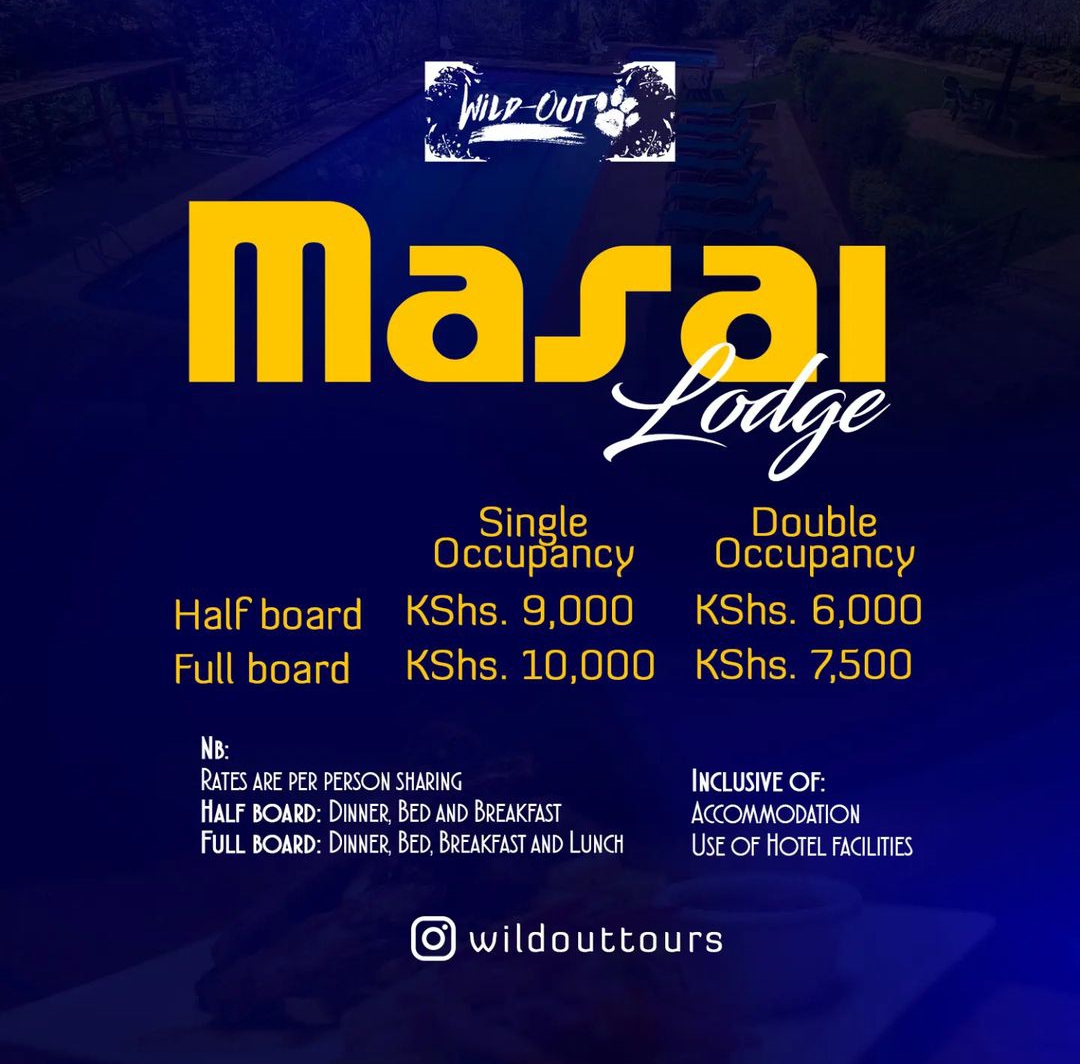 WILD-OUT
Masai
Lodge
Single Occupancy
Double Occupancy
Half board KShs. 9,000 KShs. 6,000
Full board KShs. 10,000 KShs. 7,500
NB:
RATES ARE PER PERSON SHARING
HALF BOARD: DINNER, BED AND BREAKFAST
FULL BOARD: DINNER, BED, BREAKFAST AND LUNCH
INCLUSIVE OF:
ACCOMMODATION
USE OF HOTEL FACILITIES
wildouttours